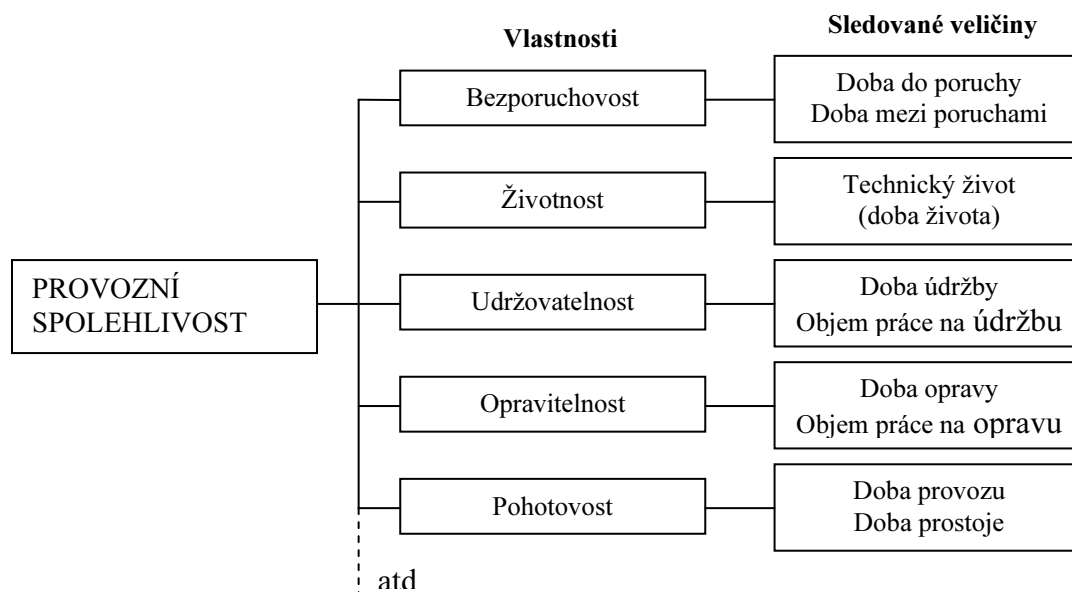 Vlastnosti
Sledované veličiny
Bezporuchovost
Doba do poruchy
Doba mezi poruchami
Životnost
Technický život
(doba života)
PROVOZNÍ
SPOLEHLIVOST
Udržovatelnost
Doba údržby
Objem práce na údržbu
Opravitelnost
Doba opravy
Objem práce na opravu
Pohotovost
Doba provozu
Doba prostoje
atd